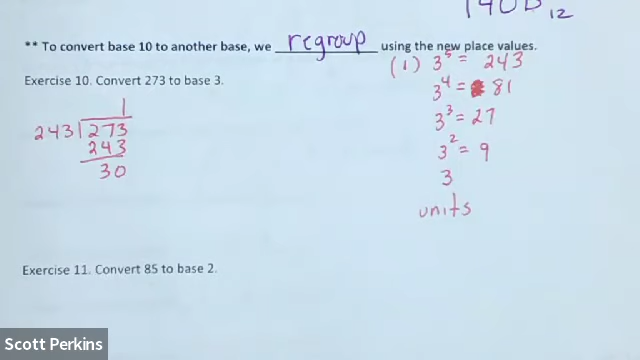 140D₁₂
** To convert base 10 to another base, we regroup using the new place values.
Exercise 10. Convert 273 to base 3.
(1) 3⁵ = 243
3⁴ = 81
3³ = 27
3² = 9
3
units
1
243 273
243
30
Exercise 11. Convert 85 to base 2.
Scott Perkins